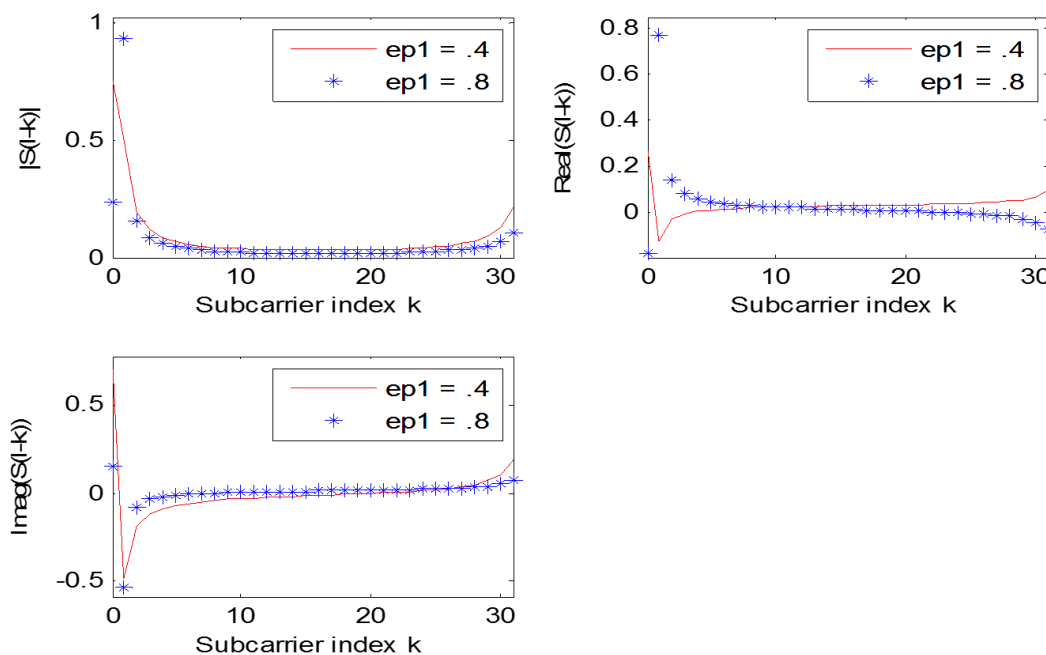 1
0.5
0
|S(l-k)|
ep1 = .4
ep1 = .8
0 10 20 30
Subcarrier index k
0.8
0.6
0.4
0.2
0
Real(S(l-k))
ep1 = .4
ep1 = .8
0 10 20 30
Subcarrier index k
0.5
0
-0.5
Imag(S(l-k))
ep1 = .4
ep1 = .8
0 10 20 30
Subcarrier index k